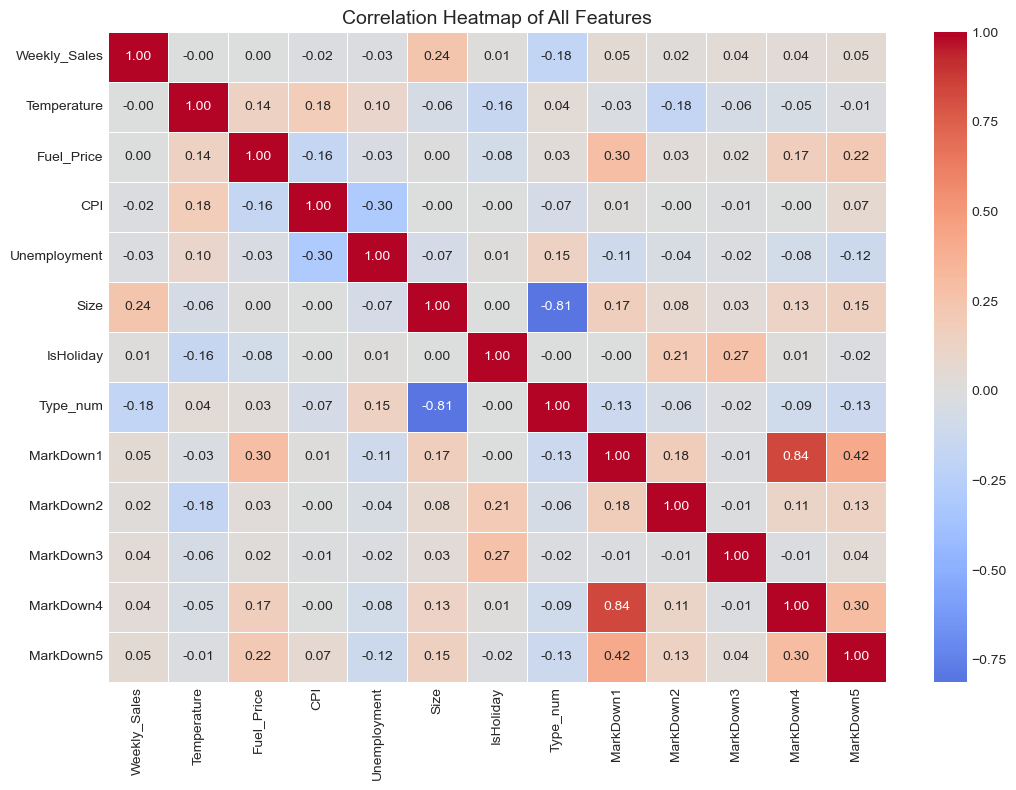 Correlation Heatmap of All Features
Weekly_Sales 1.00 -0.00 0.00 -0.02 -0.03 0.24 0.01 -0.18 0.05 0.02 0.04 0.04 0.05
Temperature -0.00 1.00 0.14 0.18 0.10 -0.06 -0.16 0.04 -0.03 -0.18 -0.06 -0.05 -0.01
Fuel_Price 0.00 0.14 1.00 -0.16 -0.03 0.00 -0.08 0.03 0.30 0.03 0.02 0.17 0.22
CPI -0.02 0.18 -0.16 1.00 -0.30 -0.00 -0.00 -0.07 0.01 -0.00 -0.01 -0.00 0.07
Unemployment -0.03 0.10 -0.03 -0.30 1.00 -0.07 0.01 0.15 -0.11 -0.04 -0.02 -0.08 -0.12
Size 0.24 -0.06 0.00 -0.00 -0.07 1.00 0.00 -0.81 0.17 0.08 0.03 0.13 0.15
IsHoliday 0.01 -0.16 -0.08 -0.00 0.01 0.00 1.00 -0.00 -0.00 0.21 0.27 0.01 -0.02
Type_num -0.18 0.04 0.03 -0.07 0.15 -0.81 -0.00 1.00 -0.13 -0.06 -0.02 -0.09 -0.13
MarkDown1 0.05 -0.03 0.30 0.01 -0.11 0.17 -0.00 -0.13 1.00 0.18 -0.01 0.84 0.42
MarkDown2 0.02 -0.18 0.03 -0.00 -0.04 0.08 0.21 -0.06 0.18 1.00 -0.01 0.11 0.13
MarkDown3 0.04 -0.06 0.02 -0.01 -0.02 0.03 0.27 -0.02 -0.01 -0.01 1.00 -0.01 0.04
MarkDown4 0.04 -0.05 0.17 -0.00 -0.08 0.13 0.01 -0.09 0.84 0.11 -0.01 1.00 0.30
MarkDown5 0.05 -0.01 0.22 0.07 -0.12 0.15 -0.02 -0.13 0.42 0.13 0.04 0.30 1.00
Weekly_Sales
Temperature
Fuel_Price
CPI
Unemployment
Size
IsHoliday
Type_num
MarkDown1
MarkDown2
MarkDown3
MarkDown4
MarkDown5
1.00
0.75
0.50
0.25
0.00
−0.25
−0.50
−0.75